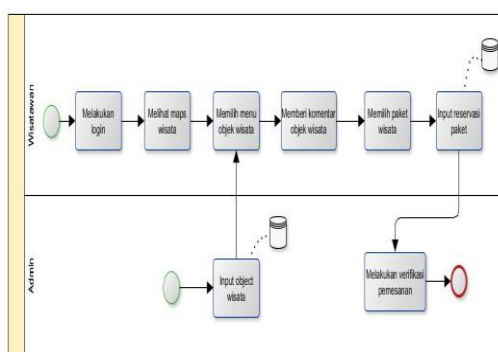 Wisatawan
Melakukan
login
Melihat maps
wisata
Memilih menu
objek wisata
Memberi komentar
objek wisata
Memilih paket
wisata
Input reservasi
paket
Admin
Input object
wisata
Melakukan verifikasi
pemesanan